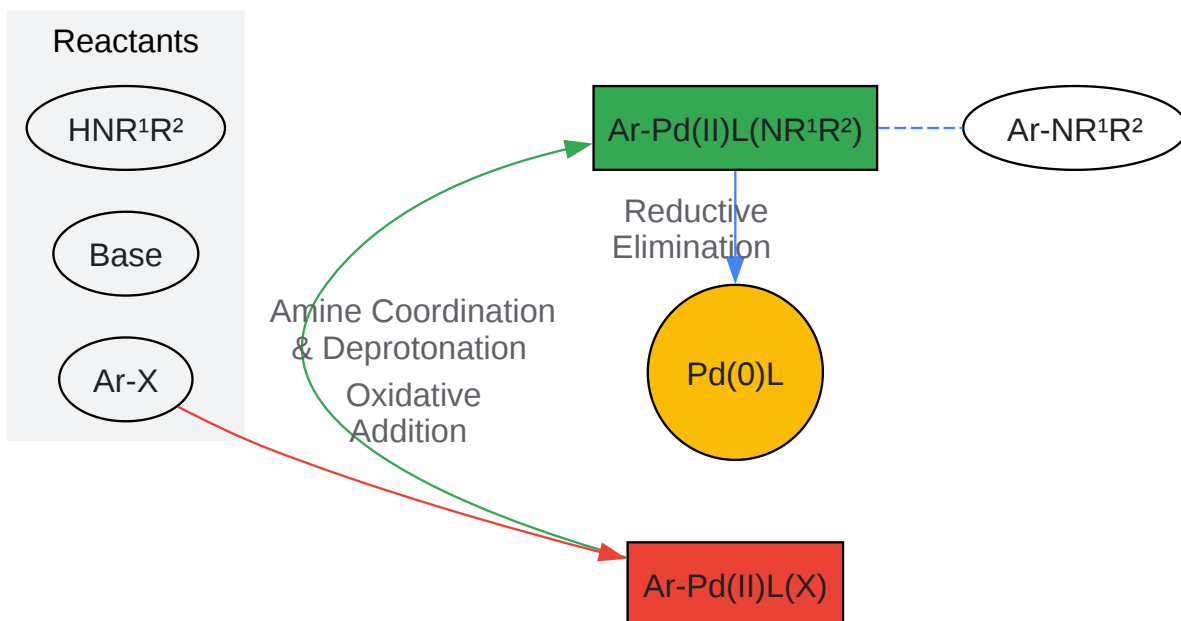 Reactants
HNR¹R²
Base
Ar-X
Ar-Pd(II)L(NR¹R²)
Ar-NR¹R²
Reductive
Elimination
Amine Coordination
& Deprotonation
Oxidative
Addition
Pd(0)L
Ar-Pd(II)L(X)